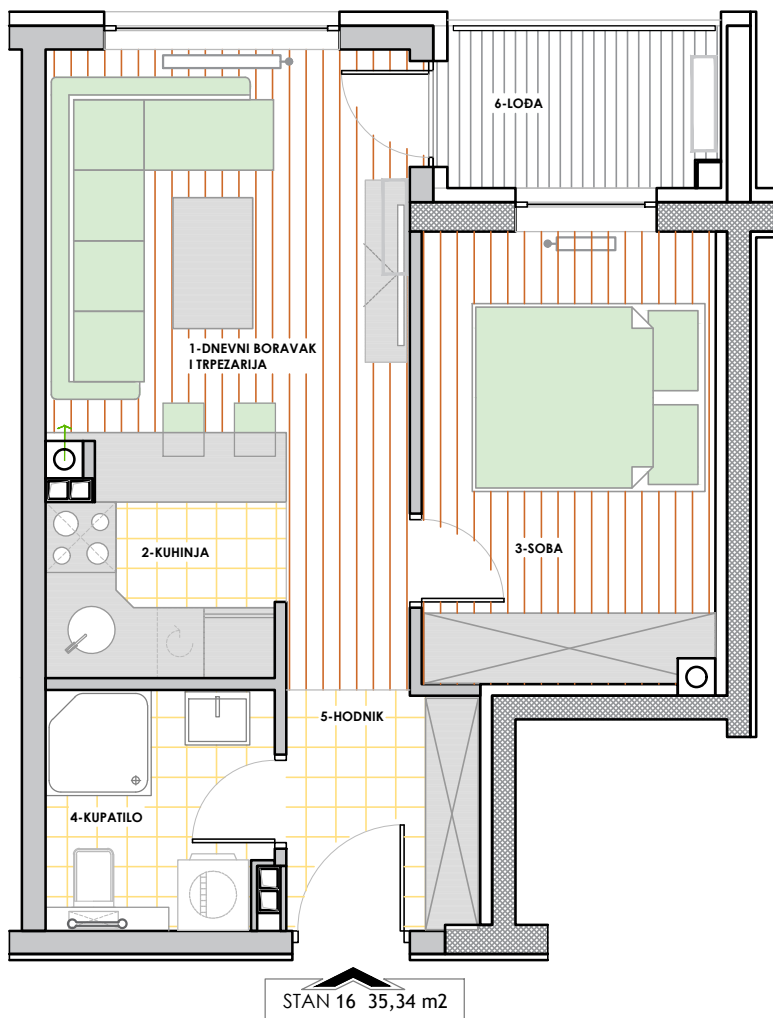 6-LOĐA
1-DNEVNI BORAVAK
I TRPEZARIJA
2-KUHINJA
3-SOBA
5-HODNIK
4-KUPATILO
STAN 16 35,34 m2